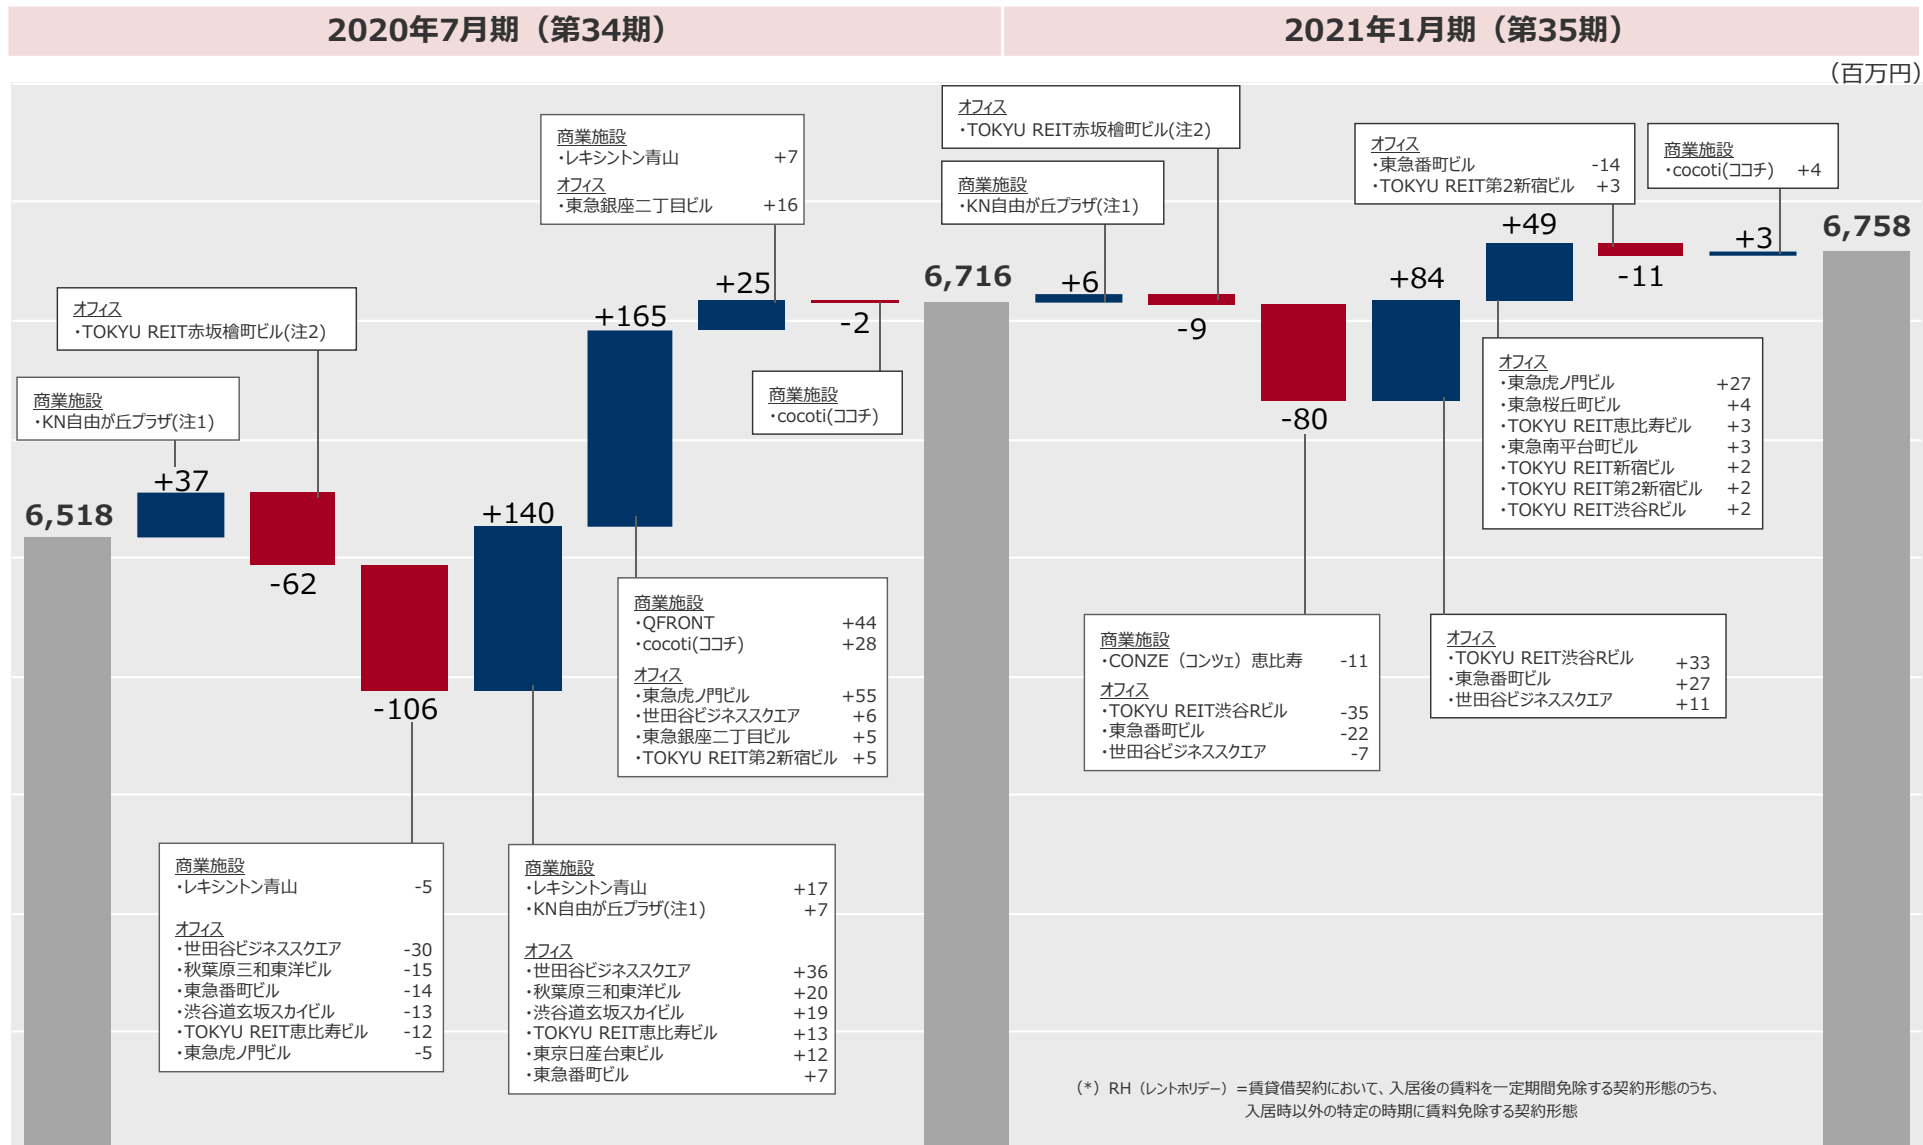 2020年7月期（第34期）
2021年1月期（第35期）
（百万円）
6,518
+37
商業施設
・KN自由が丘プラザ(注1)
-62
オフィス
・TOKYU REIT赤坂檜町ビル(注2)
-106
商業施設
・レキシントン青山 -5
オフィス
・世田谷ビジネススクエア -30
・秋葉原三和東洋ビル -15
・東急番町ビル -14
・渋谷道玄坂スカイビル -13
・TOKYU REIT恵比寿ビル -12
・東急虎ノ門ビル -5
+140
商業施設
・レキシントン青山 +17
・KN自由が丘プラザ(注1) +7
オフィス
・世田谷ビジネススクエア +36
・秋葉原三和東洋ビル +20
・渋谷道玄坂スカイビル +19
・TOKYU REIT恵比寿ビル +13
・東京日産台東ビル +12
・東急番町ビル +7
+165
商業施設
・QFRONT +44
・cocoti(ココチ) +28
オフィス
・東急虎ノ門ビル +55
・世田谷ビジネススクエア +6
・東急銀座二丁目ビル +5
・TOKYU REIT第2新宿ビル +5
+25
商業施設
・レキシントン青山 +7
オフィス
・東急銀座二丁目ビル +16
-2
商業施設
・cocoti(ココチ)
6,716
+6
商業施設
・KN自由が丘プラザ(注1)
-9
オフィス
・TOKYU REIT赤坂檜町ビル(注2)
-80
商業施設
・CONZE（コンツェ）恵比寿 -11
オフィス
・TOKYU REIT渋谷Rビル -35
・東急番町ビル -22
・世田谷ビジネススクエア -7
+84
オフィス
・TOKYU REIT渋谷Rビル +33
・東急番町ビル +27
・世田谷ビジネススクエア +11
+49
オフィス
・東急虎ノ門ビル +27
・東急桜丘町ビル +4
・TOKYU REIT恵比寿ビル +3
・東急南平台町ビル +3
・TOKYU REIT新宿ビル +2
・TOKYU REIT第2新宿ビル +2
・TOKYU REIT渋谷Rビル +2
-11
オフィス
・東急番町ビル -14
・TOKYU REIT第2新宿ビル +3
+3
商業施設
・cocoti(ココチ) +4
6,758
（*）RH（レントホリデー）＝賃貸借契約において、入居後の賃料を一定期間免除する契約形態のうち、
入居時以外の特定の時期に賃料免除する契約形態